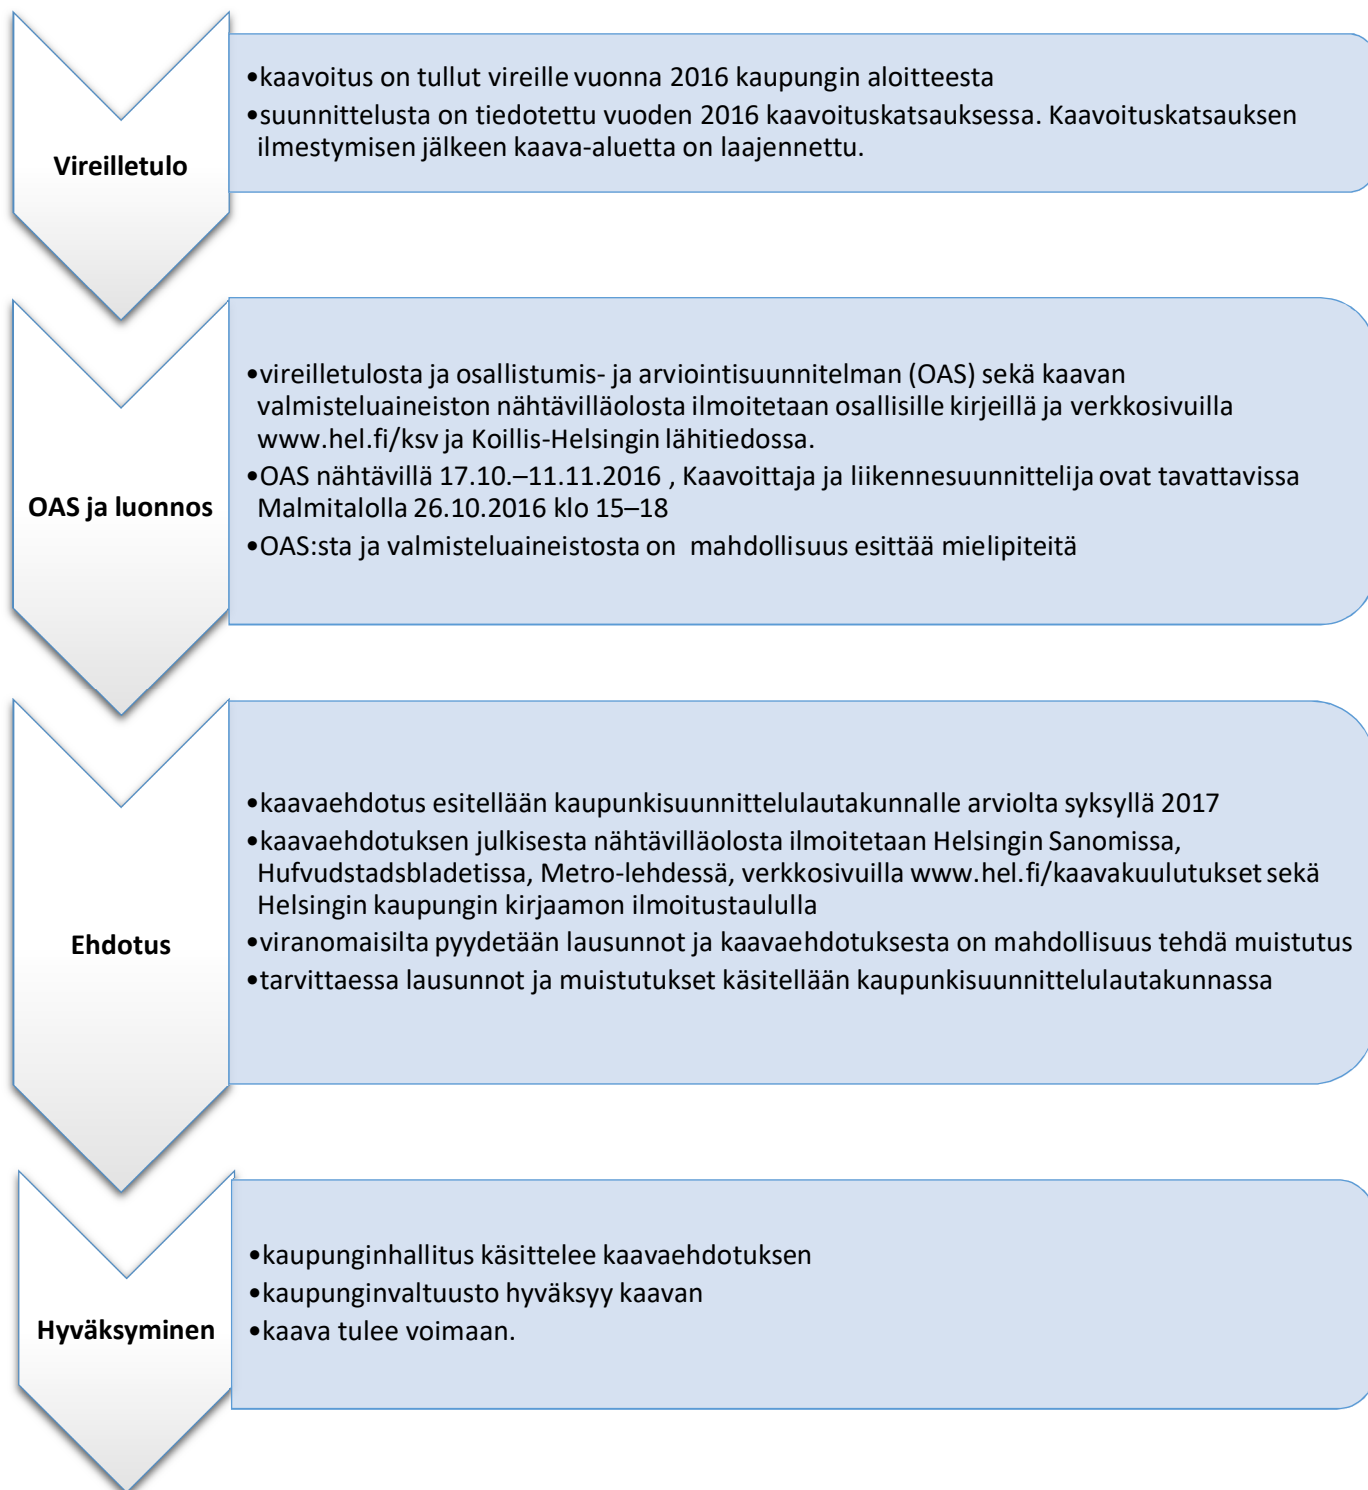 Virelletulo
•kaavoitus on tullut vireille vuonna 2016 kaupungin aloitteesta
•suunnittelusta on tiedotettu vuoden 2016 kaavoituskatsauksessa. Kaavoituskatsauksen
ilmestymisen jälkeen kaava-aluetta on laajennettu.
OAS ja luonnos
•vireilletulosta ja osallistumis- ja arviointisuunnitelman (OAS) sekä kaavan
valmisteluaineiston nähtävilläolosta ilmoitetaan osallisille kirjeillä ja verkkosivuilla
www.hel.fi/ksv ja Koillis-Helsingin lähitiedossa.
•OAS nähtävillä 17.10.–11.11.2016 , Kaavoittaja ja liikennesuunnittelija ovat tavattavissa
Malmitalolla 26.10.2016 klo 15–18
•OAS:sta ja valmisteluaineistosta on mahdollisuus esittää mielipiteitä
Ehdotus
•kaavaehdotus esitellään kaupunkisuunnittelulautakunnalle arviolta syksyllä 2017
•kaavaehdotuksen julkisesta nähtävilläolosta ilmoitetaan Helsingin Sanomissa,
Hufvudstadsbladetissa, Metro-lehdessä, verkkosivuilla www.hel.fi/kaavakuulutukset sekä
Helsingin kaupungin kirjaamon ilmoitustaululla
•viranomaisilta pyydetään lausunnot ja kaavaehdotuksesta on mahdollisuus tehdä muistutus
•tarvittaessa lausunnot ja muistutukset käsitellään kaupunkisuunnittelulautakunnassa
Hyväksyminen
•kaupunginhallitus käsittelee kaavaehdotuksen
•kaupunginvaltuusto hyväksyy kaavan
•kaava tulee voimaan.